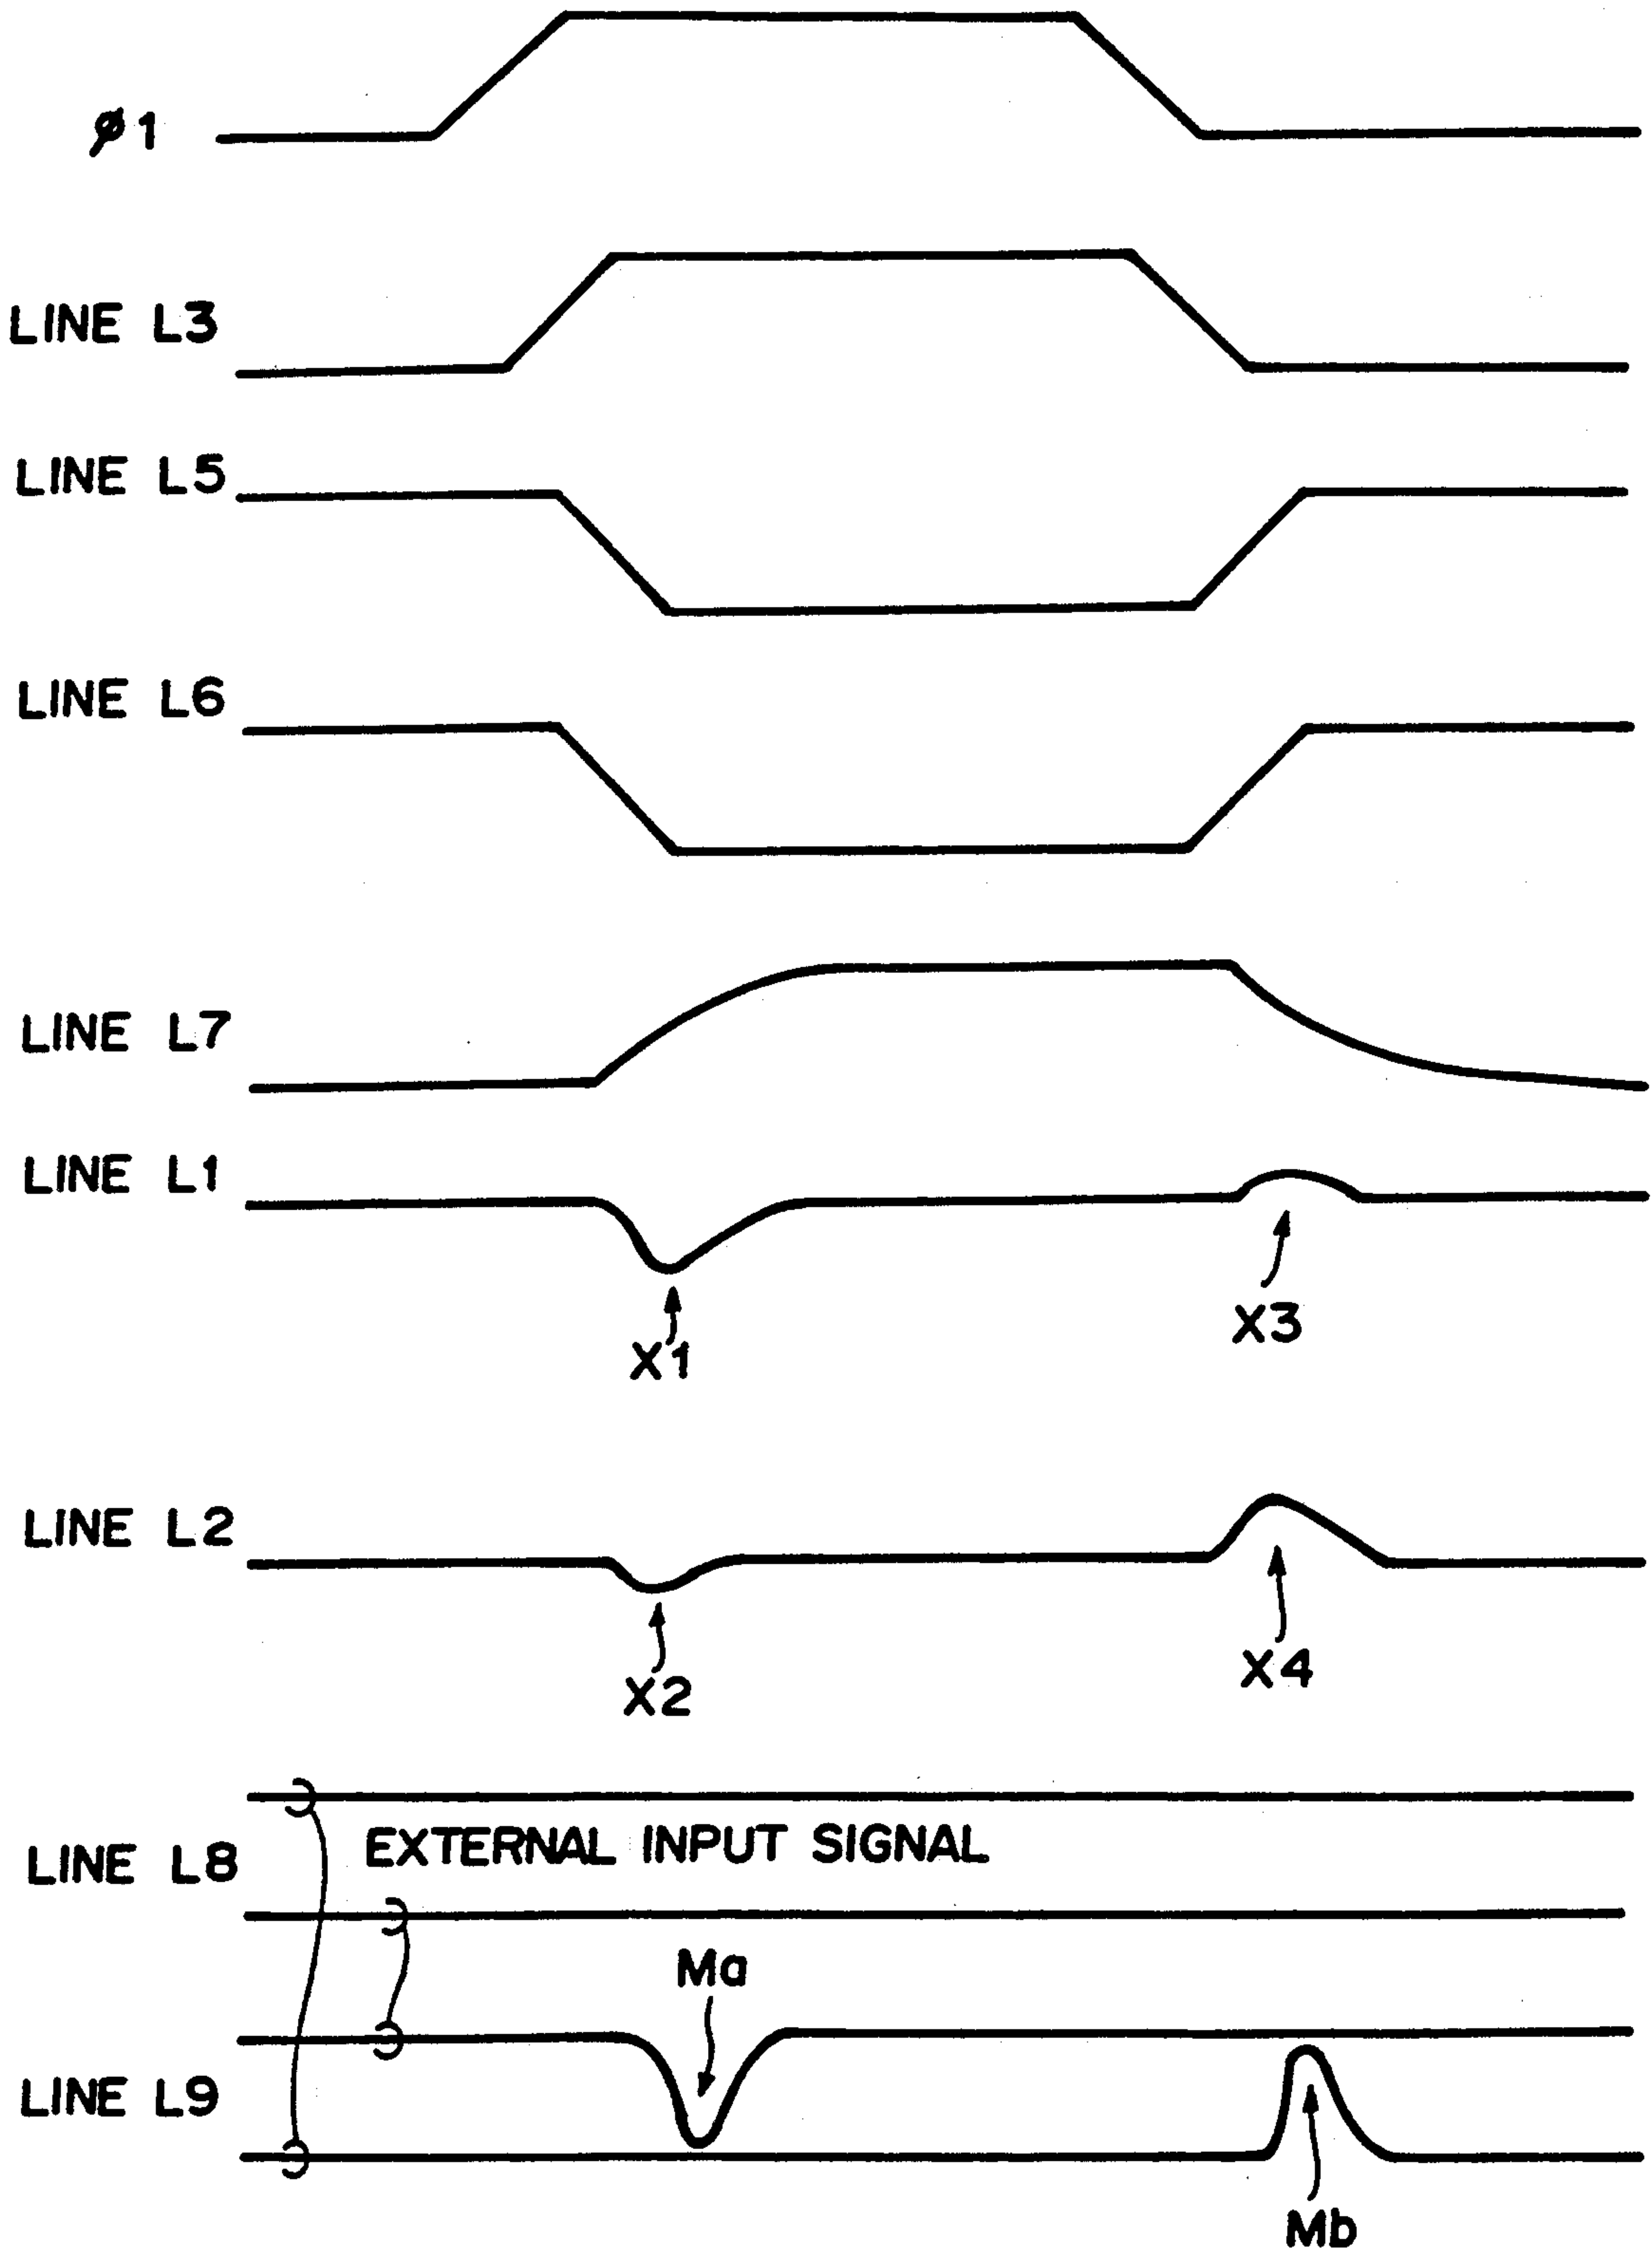 ø1
LINE L3
LINE L5
LINE L6
LINE L7
LINE L1
X1
X3
LINE L2
X2
X4
LINE L8
EXTERNAL INPUT SIGNAL
Ma
LINE L9
Mb